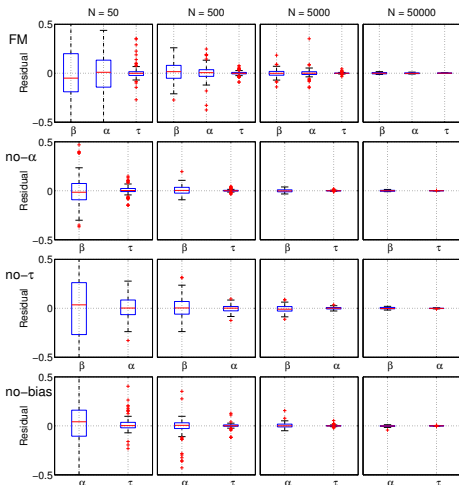 N = 50 N = 500 N = 5000 N = 50000
FM
0.5
Residual
0
−0.5
β α τ β α τ β α τ β α τ
no-α
0.5
Residual
0
−0.5
β τ β τ β τ β τ
no-τ
0.5
Residual
0
−0.5
β α β α β α β α
no-bias
0.5
Residual
0
−0.5
α τ α τ α τ α τ